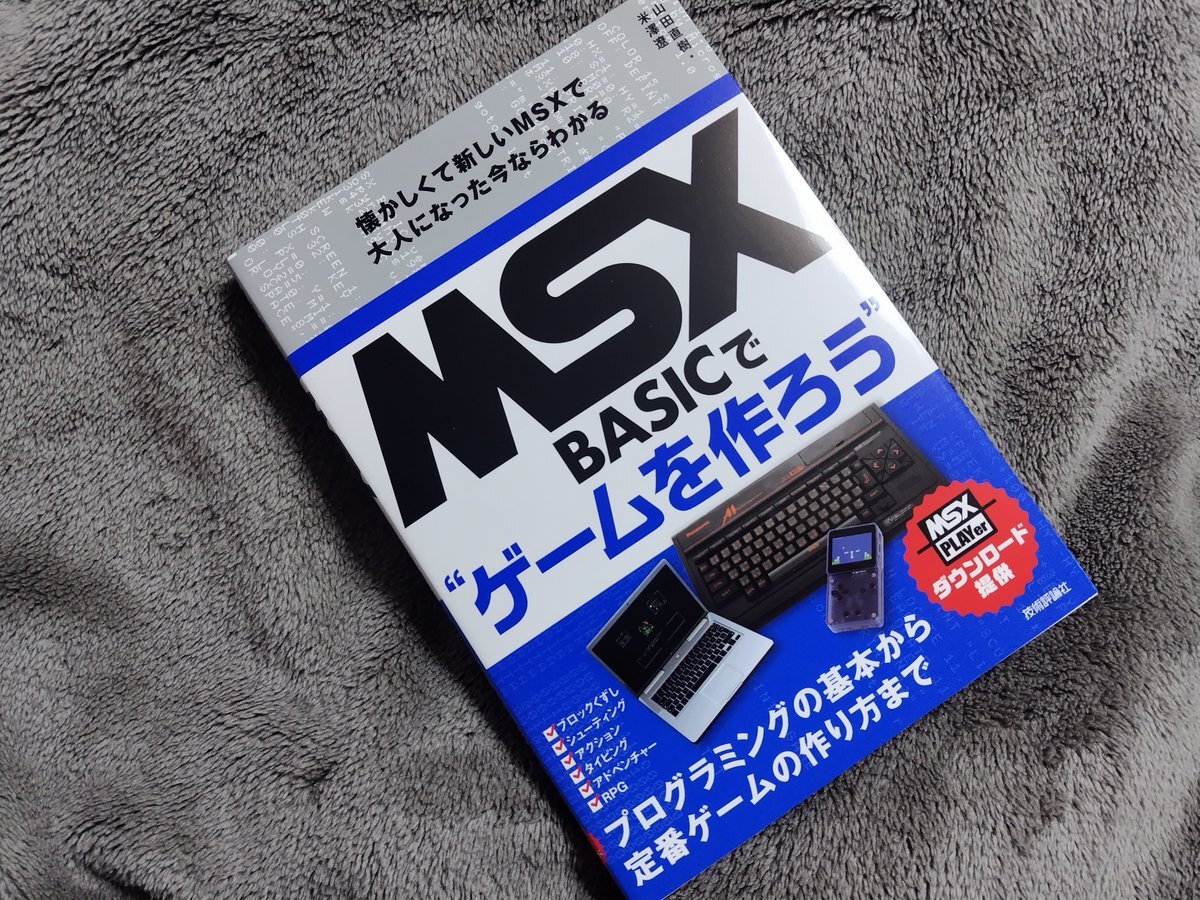 山田直樹・
米澤遼
懐かしくて新しいMSXで
大人になった今ならわかる
MSX
BASICで
“ゲームを作ろう”
Panasonic
MSX
PLAYer
ダウンロード
提供
技術評論社
ブロックくずし
シューティング
アクション
タイピング
アドベンチャー
RPG
プログラミングの基本から
定番ゲームの作り方まで